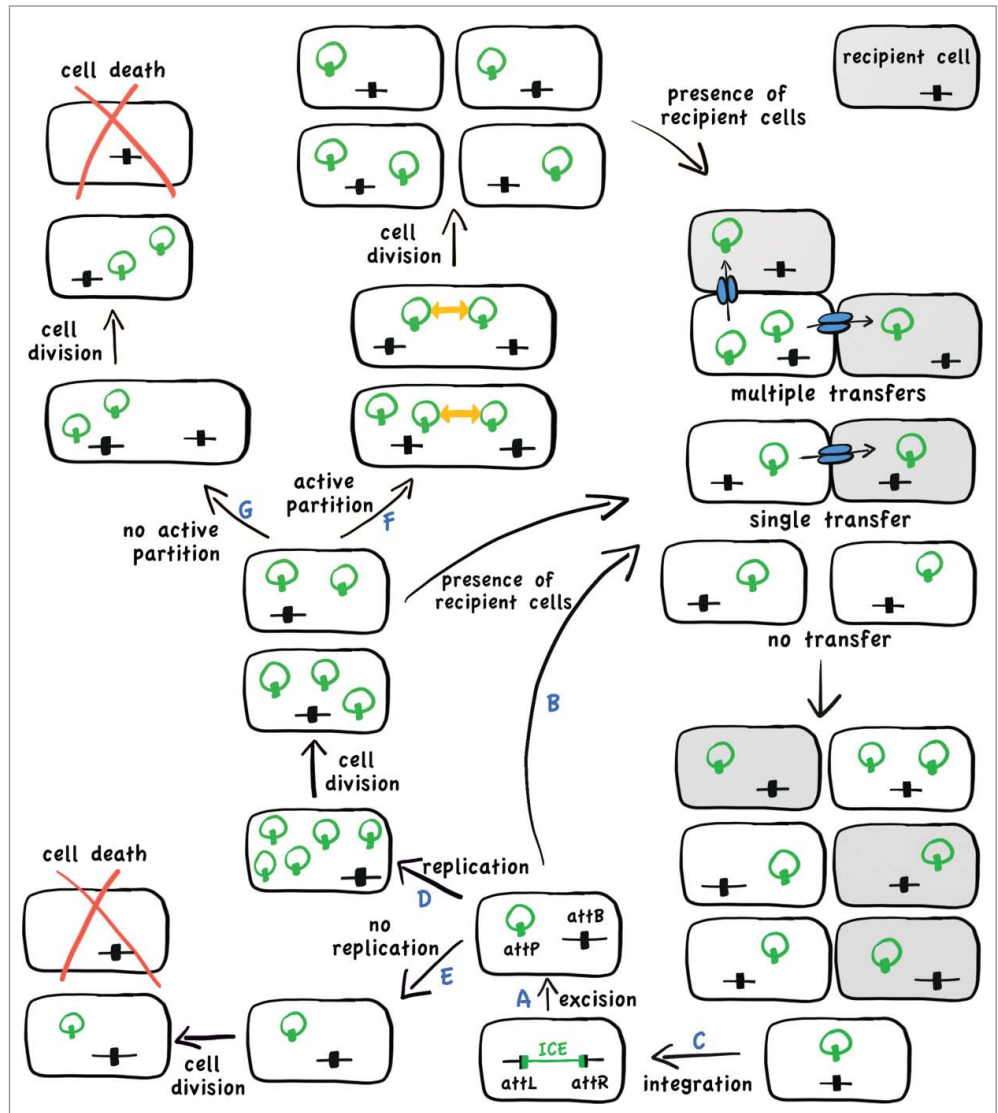 cell death
recipient cell
presence of
recipient cells
cell
division
cell
division
multiple transfers
active
partition
single transfer
G
F
no active
partition
presence of
recipient cells
no transfer
B
cell
division
cell death
replication
D
no
replication
attB
attP
E
A
excision
C
cell
division
ICE
attL
attR
integration